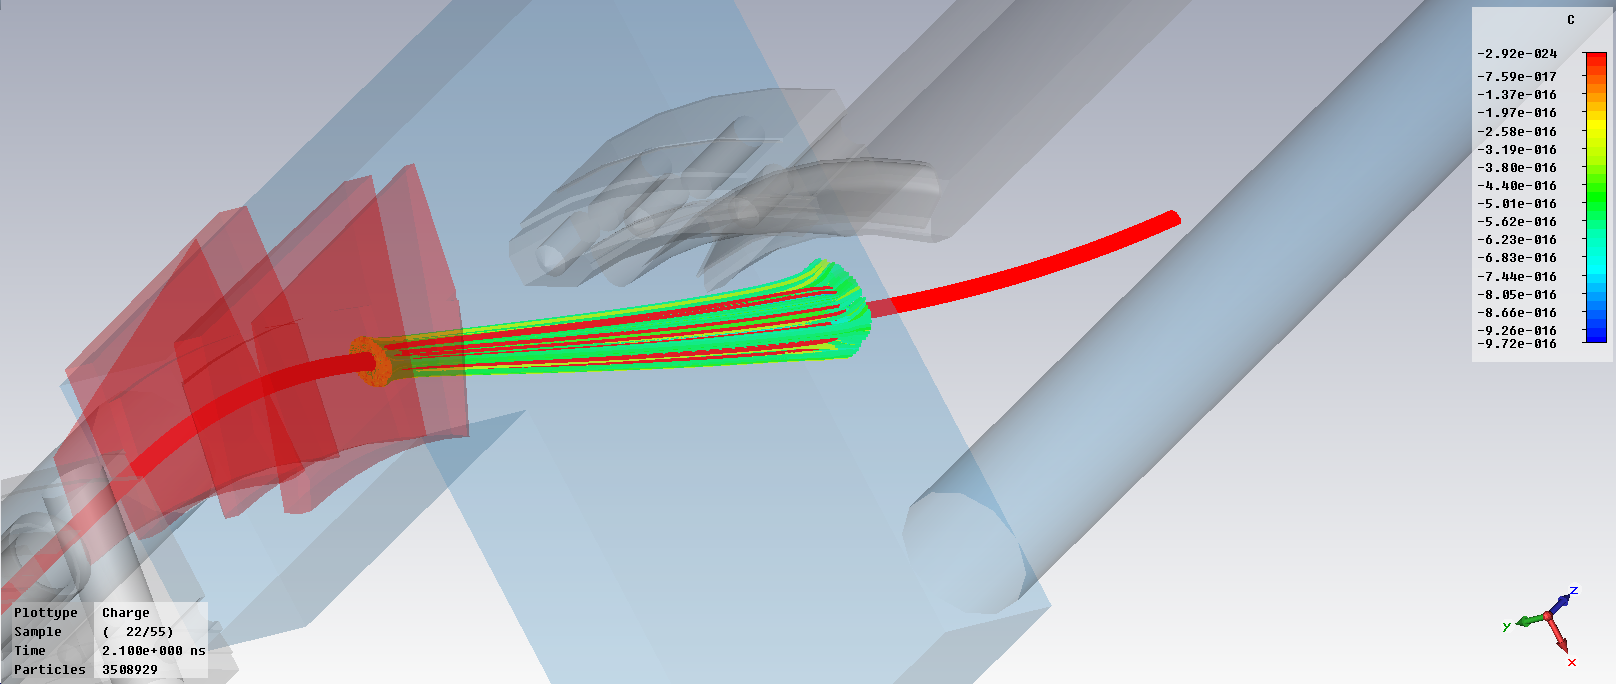 C
-2.92e-024
-7.59e-017
-1.37e-016
-1.97e-016
-2.58e-016
-3.19e-016
-3.80e-016
-4.40e-016
-5.01e-016
-5.62e-016
-6.23e-016
-6.83e-016
-7.44e-016
-8.05e-016
-8.66e-016
-9.26e-016
-9.72e-016
Plottype Charge
Sample ( 22/55)
Time 2.100e+000 ns
Particles 3508929
z
y
x